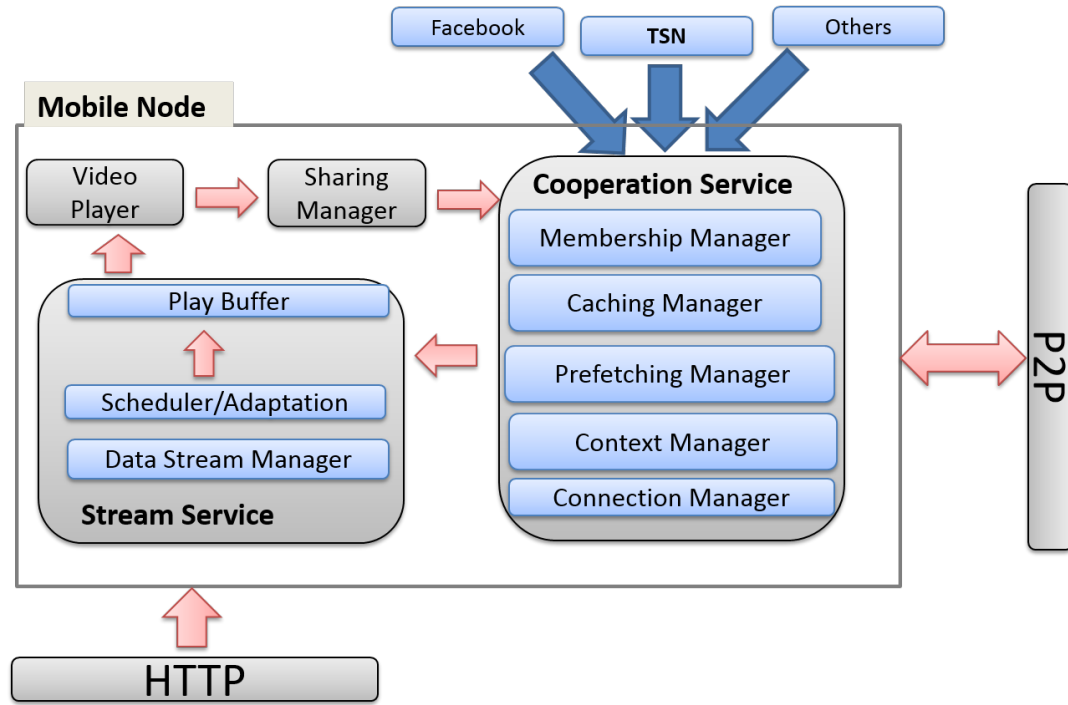 Facebook
TSN
Others
Mobile Node
Video
Player
Sharing
Manager
Cooperation Service
Membership Manager
Caching Manager
Prefetching Manager
Context Manager
Connection Manager
Play Buffer
Scheduler/Adaptation
Data Stream Manager
Stream Service
P2P
HTTP